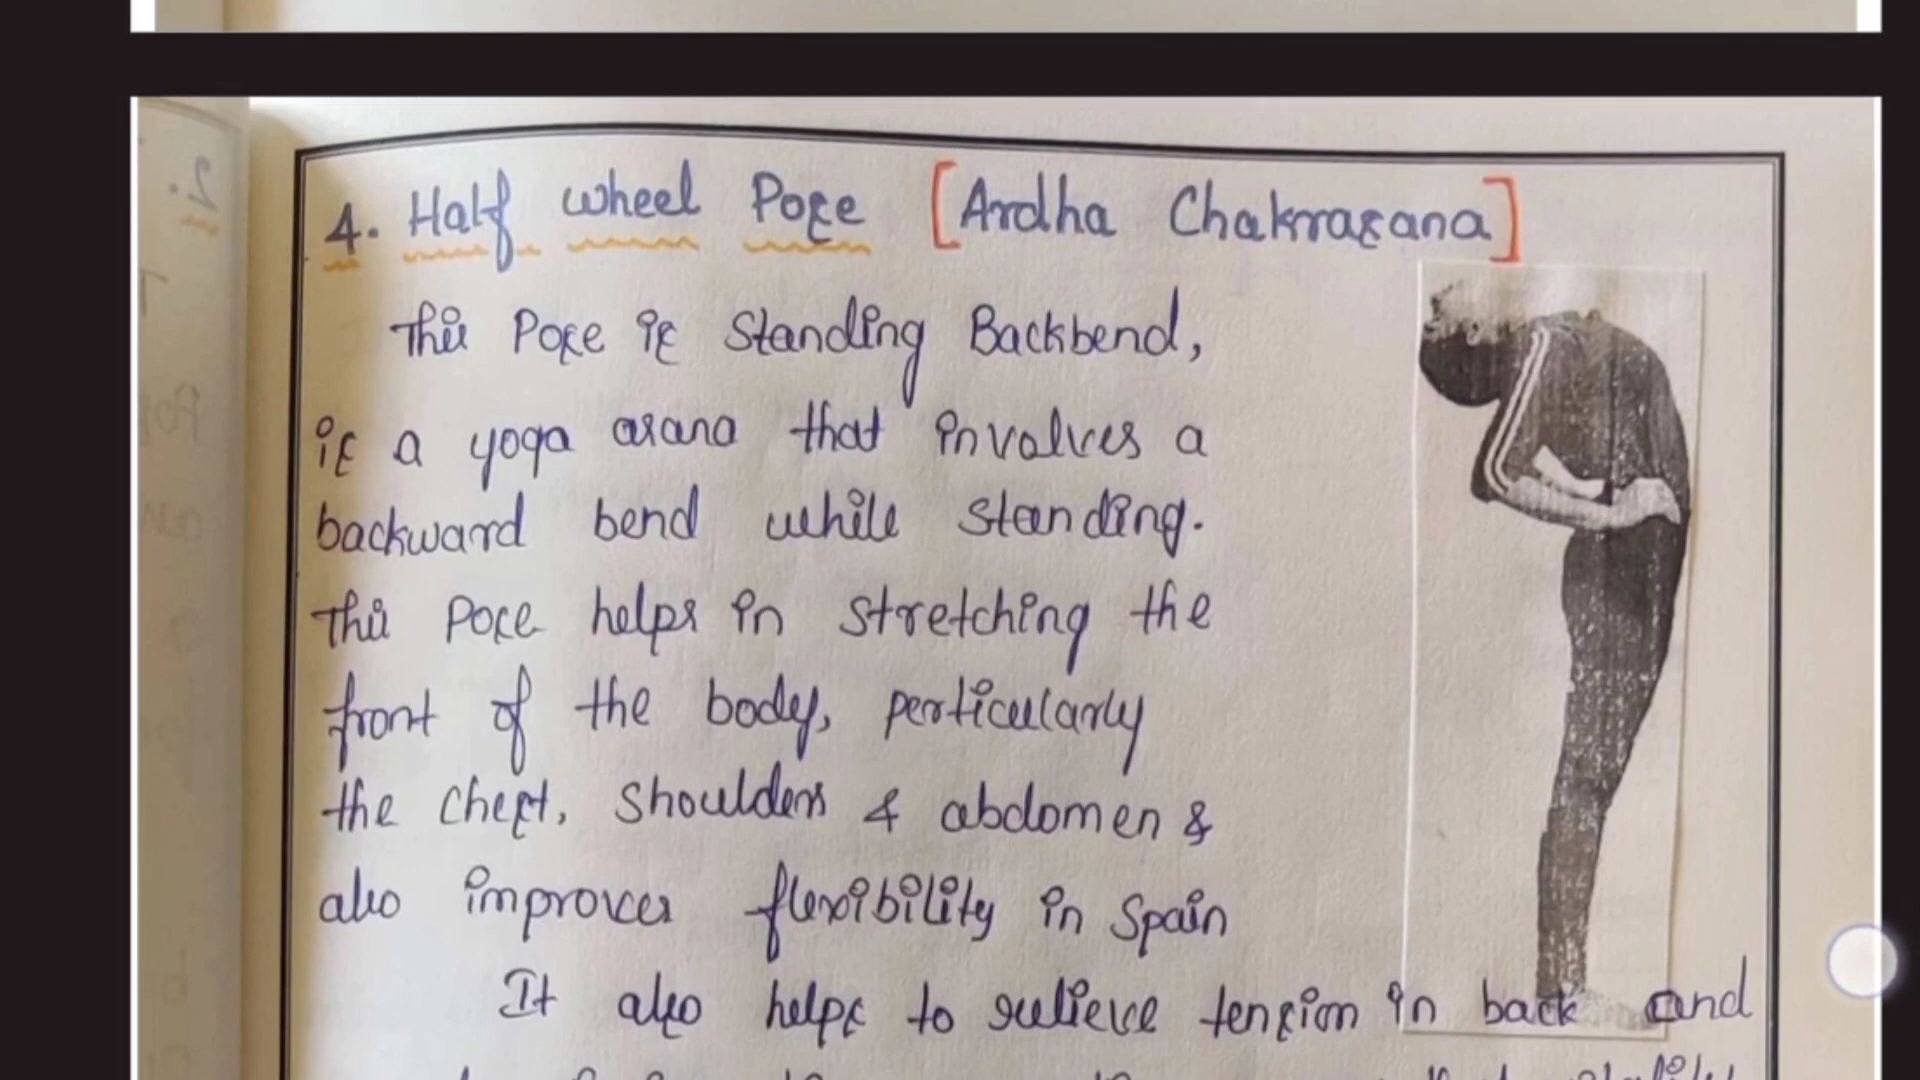 4. Half wheel Pose [Ardha Chakrasana]
This Pose is Standing Backbend,
is a yoga asana that involves a
backward bend while standing.
This Pose helps in stretching the
front of the body, perticularly
the chest, Shoulders & abdomen &
also improves flexibility in Spain
It also helps to relieve tension in back and
2.